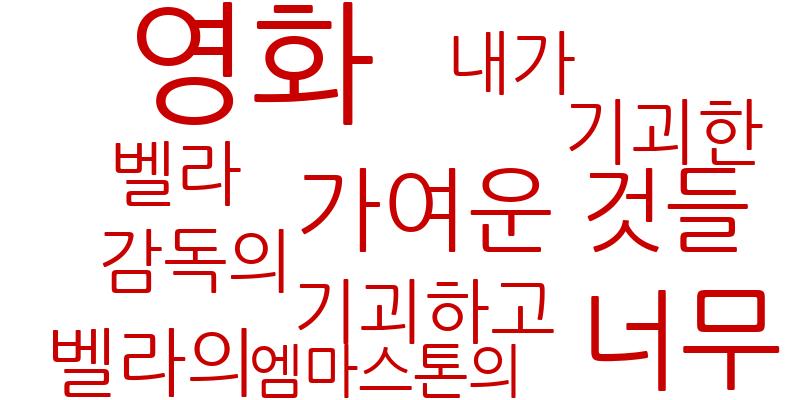 영화 내가
기괴한
벨라 가여운 것들
감독의
기괴하고 너무
벨라의 엠마스톤의